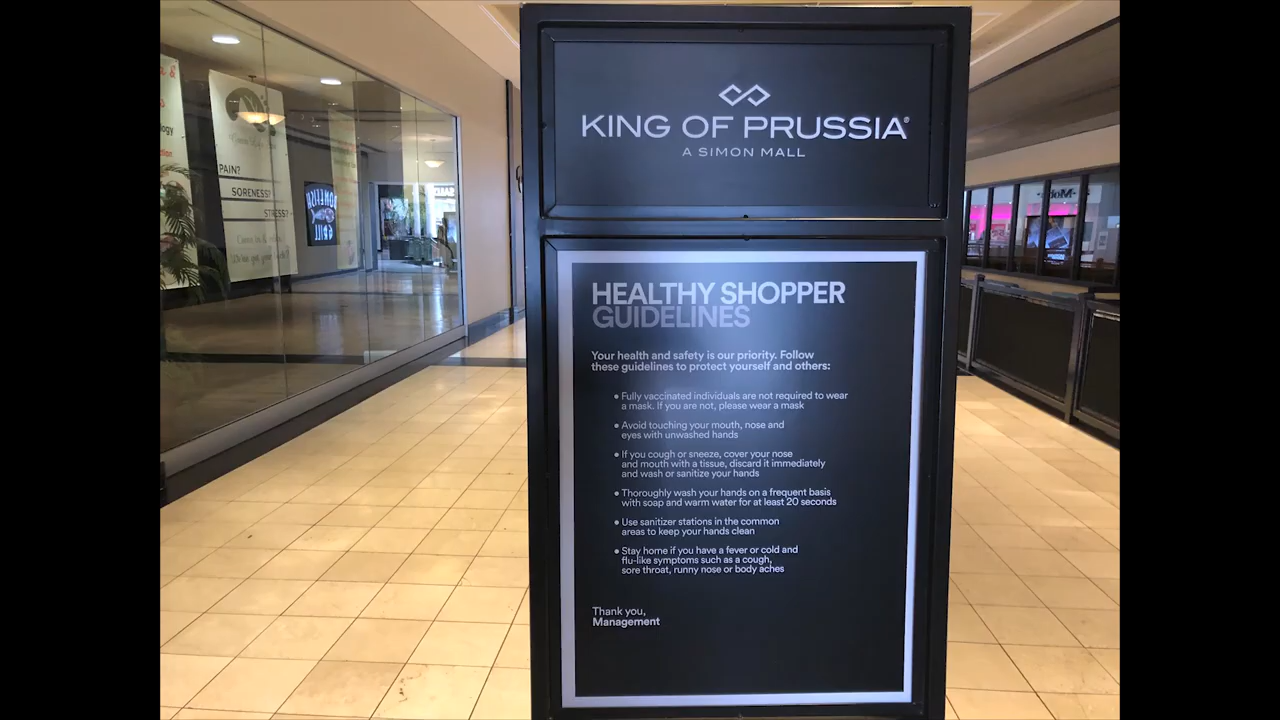 KING OF PRUSSIA®
A SIMON MALL
HEALTHY SHOPPER
GUIDELINES
Your health and safety is our priority. Follow
these guidelines to protect yourself and others:
• Fully vaccinated individuals are not required to wear
a mask. If you are not, please wear a mask
• Avoid touching your mouth, nose and
eyes with unwashed hands
• If you cough or sneeze, cover your nose
and mouth with a tissue, discard it immediately
and wash or sanitize your hands
• Thoroughly wash your hands on a frequent basis
with soap and warm water for at least 20 seconds
• Use sanitizer stations in the common
areas to keep your hands clean
• Stay home if you have a fever or cold and
flu-like symptoms such as a cough,
sore throat, runny nose or body aches
Thank you,
Management
PAIN?
SORENESS?
STRESS?
BONEFISH
GRILL